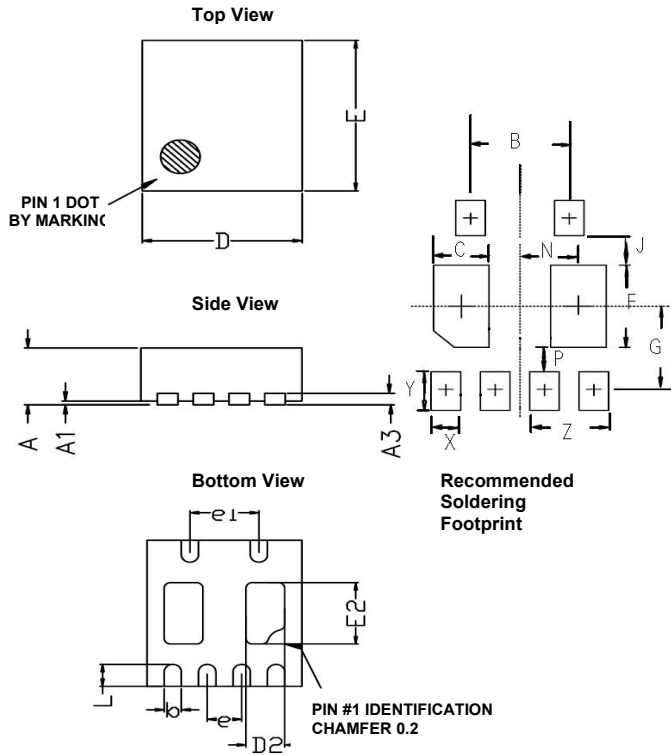 Top View
E
PIN 1 DOT
BY MARKING
D
B
C
N
J
F
G
P
Y
X
Z
Side View
A
A1
A3
Recommended
Soldering
Footprint
Bottom View
e1
E2
L
b
e
D2
PIN #1 IDENTIFICATION
CHAMFER 0.2